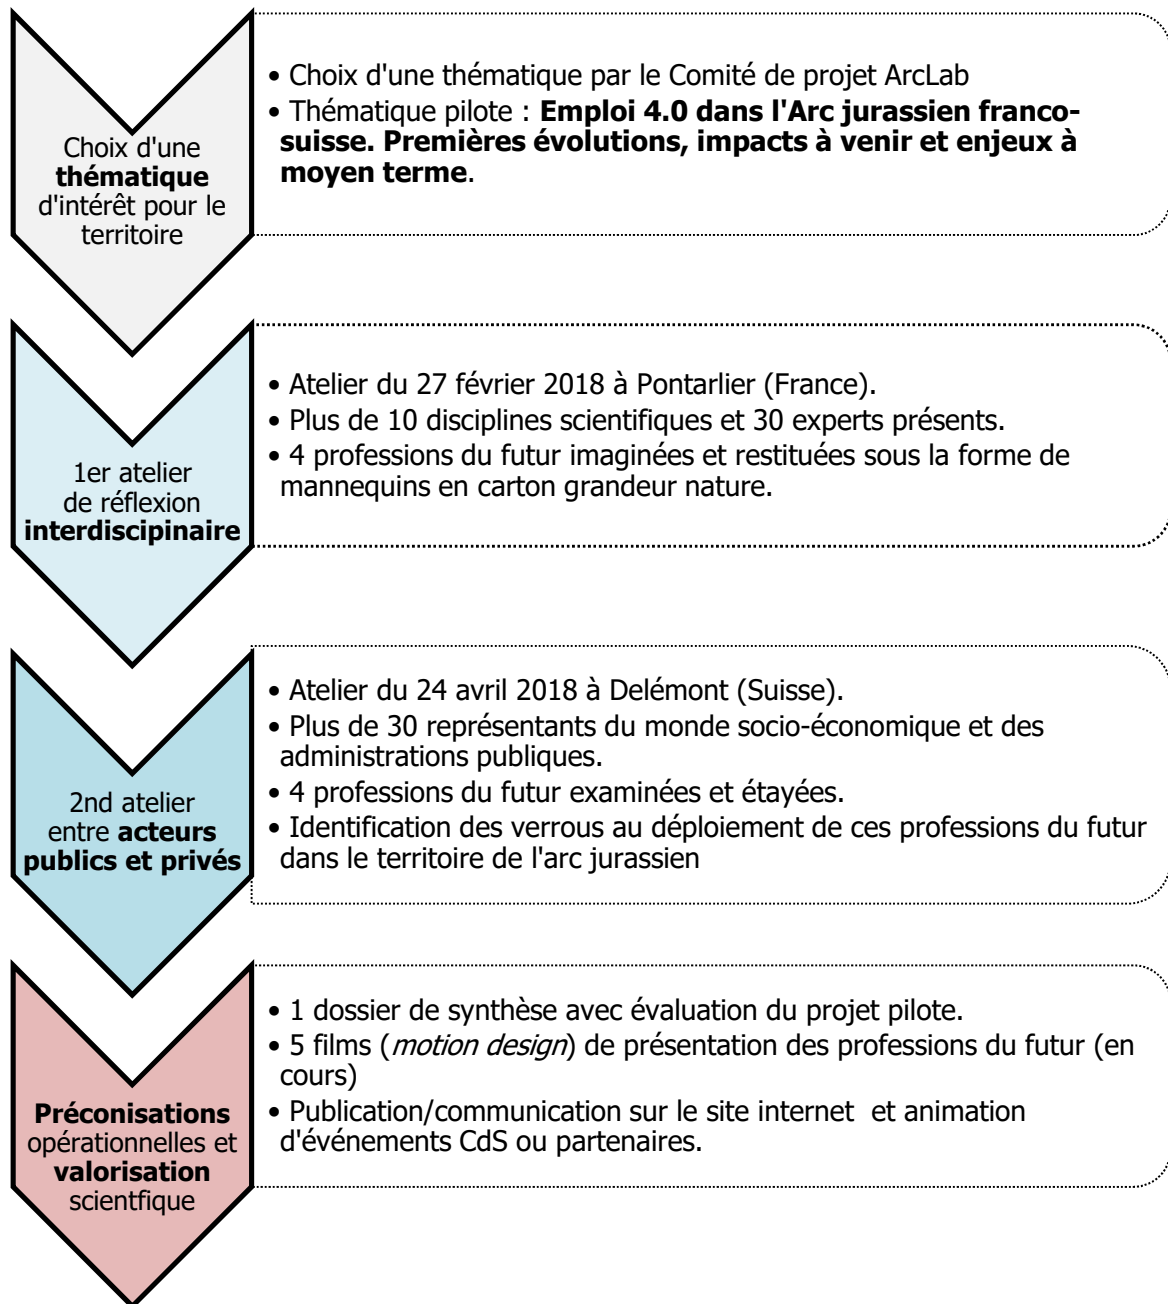 Choix d'une
thématique
d'intérêt pour le
territoire
• Choix d'une thématique par le Comité de projet ArcLab
• Thématique pilote : Emploi 4.0 dans l'Arc jurassien franco-
suisse. Premières évolutions, impacts à venir et enjeux à
moyen terme.
1er atelier
de réflexion
interdiscipinaire
• Atelier du 27 février 2018 à Pontarlier (France).
• Plus de 10 disciplines scientifiques et 30 experts présents.
• 4 professions du futur imaginées et restituées sous la forme de
mannequins en carton grandeur nature.
2nd atelier
entre acteurs
publics et privés
• Atelier du 24 avril 2018 à Delémont (Suisse).
• Plus de 30 représentants du monde socio-économique et des
administrations publiques.
• 4 professions du futur examinées et étayées.
• Identification des verrous au déploiement de ces professions du futur
dans le territoire de l'arc jurassien
Préconisations
opérationnelles et
valorisation
scientfique
• 1 dossier de synthèse avec évaluation du projet pilote.
• 5 films (motion design) de présentation des professions du futur (en
cours)
• Publication/communication sur le site internet  et animation
d'événements CdS ou partenaires.